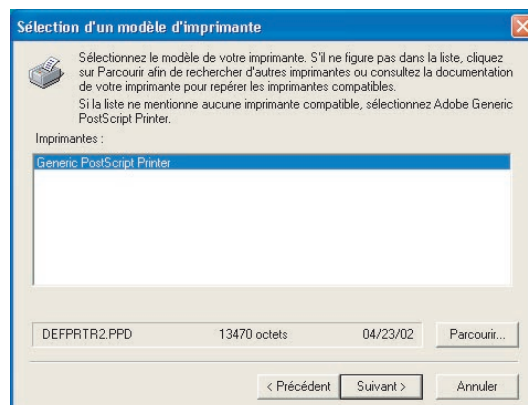 Sélection d'un modèle d'imprimante
Sélectionnez le modèle de votre imprimante. S'il ne figure pas dans la liste, cliquez
sur Parcourir afin de rechercher d'autres imprimantes ou consultez la documentation
de votre imprimante pour repérer les imprimantes compatibles.
Si la liste ne mentionne aucune imprimante compatible, sélectionnez Adobe Generic
PostScript Printer.
Imprimantes :
Generic PostScript Printer
DEFPRTR2.PPD 13470 octets 04/23/02 Parcourir...
< Précédent Suivant > Annuler